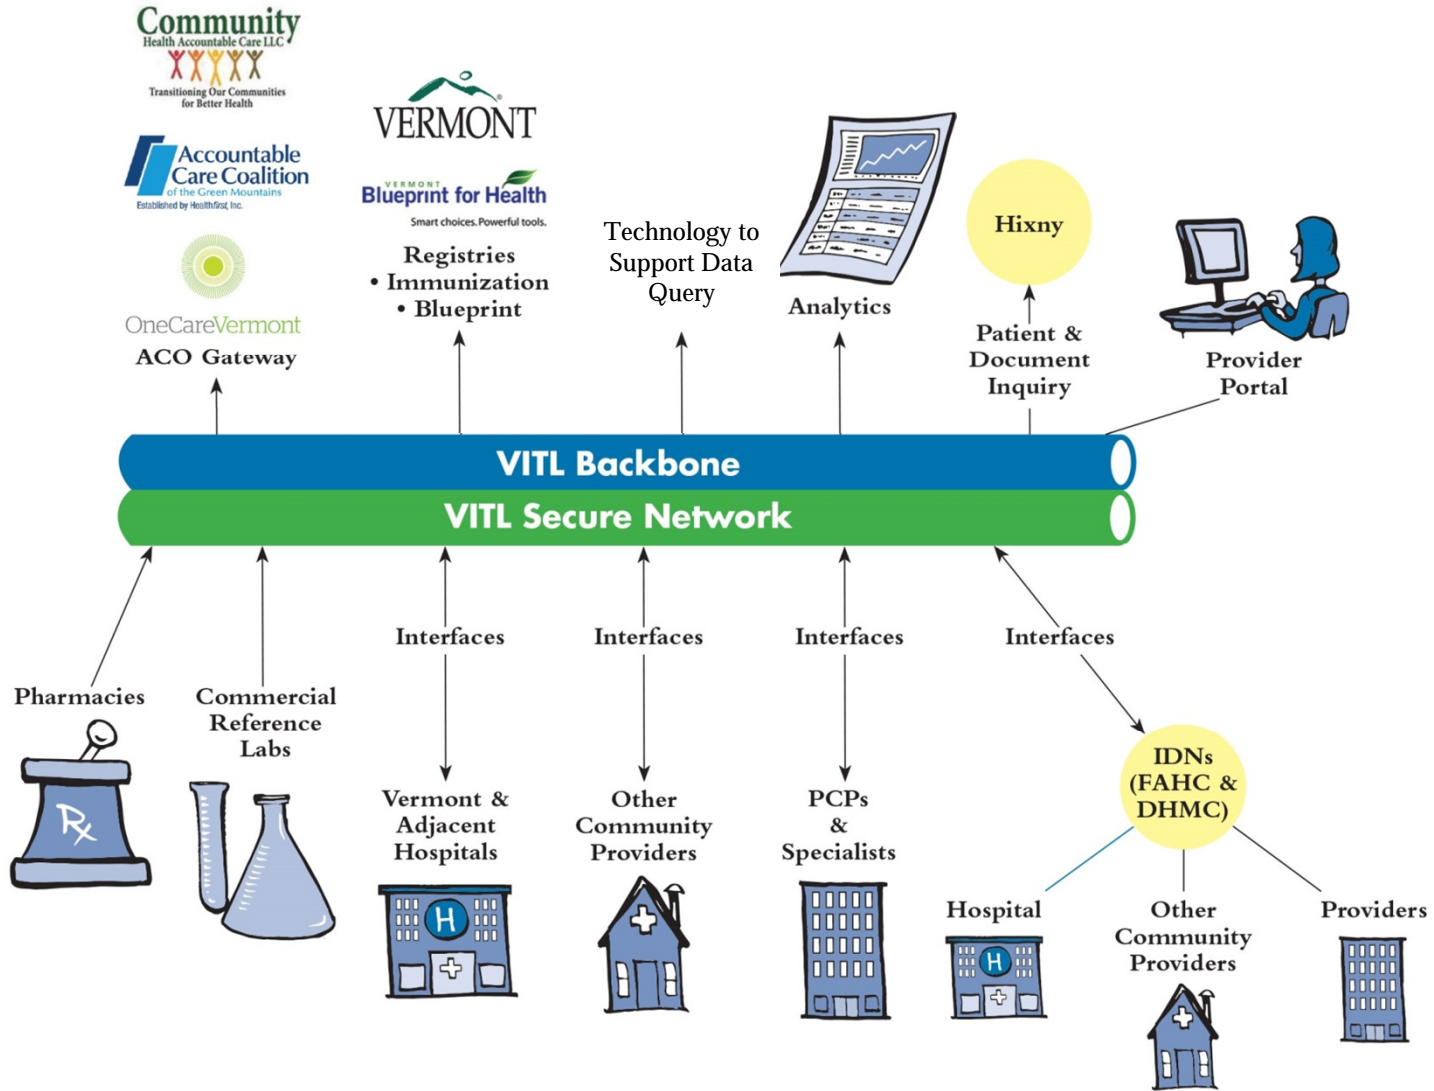 Community
Health Accountable Care LLC
Transitioning Our Communities
for Better Health
Accountable
Care Coalition
of the Green Mountains
Established by Healthfirst, Inc.
OneCareVermont
ACO Gateway
VERMONT®
VERMONT
Blueprint for Health
Smart choices. Powerful tools.
Registries
• Immunization
• Blueprint
Technology to
Support Data
Query
Analytics
Hixny
Patient &
Document
Inquiry
Provider
Portal
VITL Backbone
VITL Secure Network
Pharmacies
Rx
Commercial
Reference
Labs
Interfaces
Vermont &
Adjacent
Hospitals
H
Interfaces
Other
Community
Providers
Interfaces
PCPs
&
Specialists
Interfaces
IDNs
(FAHC &
DHMC)
Hospital
H
Other
Community
Providers
Providers